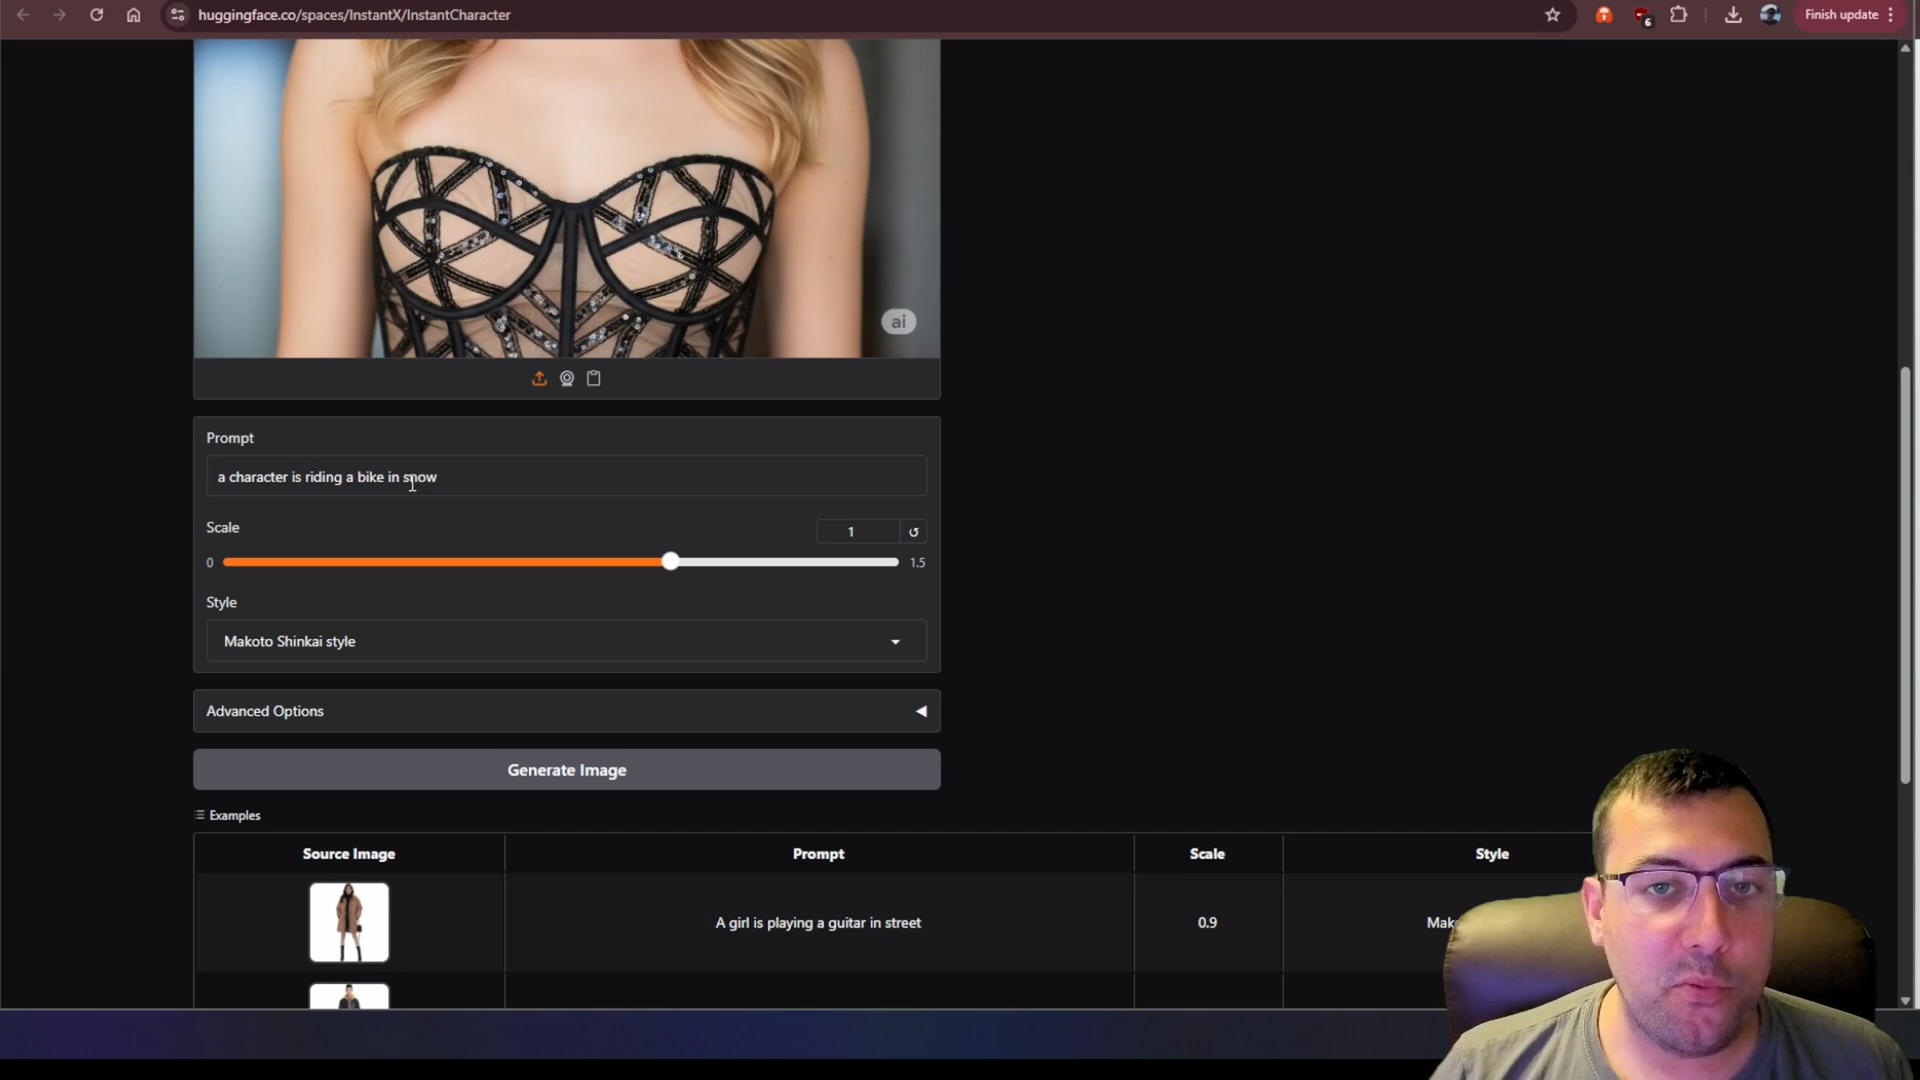 huggingface.co/spaces/InstantX/InstantCharacter
6
Finish update
ai
Prompt
a character is riding a bike in snow
Scale
1
0
1.5
Style
Makoto Shinkai style
Advanced Options
Generate Image
Examples
Source Image Prompt Scale Style
A girl is playing a guitar in street 0.9